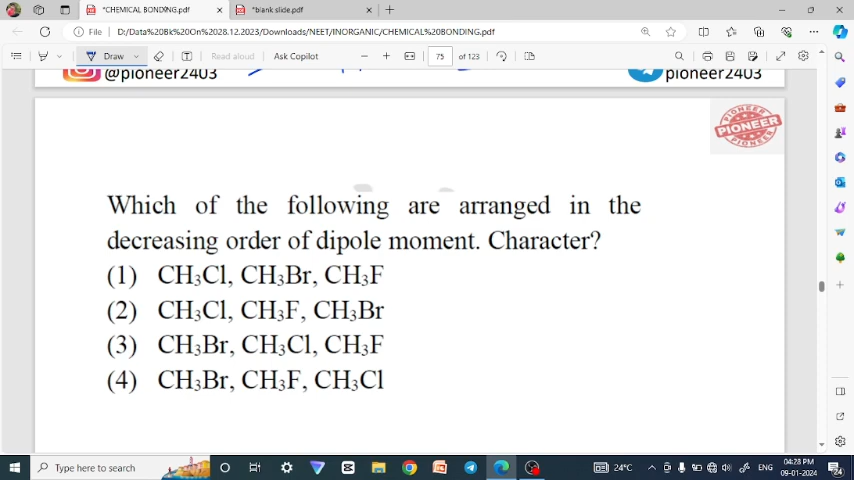 *CHEMICAL BONDING.pdf
*blank slide.pdf
File
D:/Data%20Bk%20On%2028.12.2023/Downloads/NEET/INORGANIC/CHEMICAL%20BONDING.pdf
Draw
Read aloud
Ask Copilot
75
of 123
@pioneer2403
pioneer2403
PIONEER
PIONEER
PIONEER
Which of the following are arranged in the
decreasing order of dipole moment. Character?
(1) CH₃Cl, CH₃Br, CH₃F
(2) CH₃Cl, CH₃F, CH₃Br
(3) CH₃Br, CH₃Cl, CH₃F
(4) CH₃Br, CH₃F, CH₃Cl
Type here to search
24°C
ENG
04:28 PM
09-01-2024
24